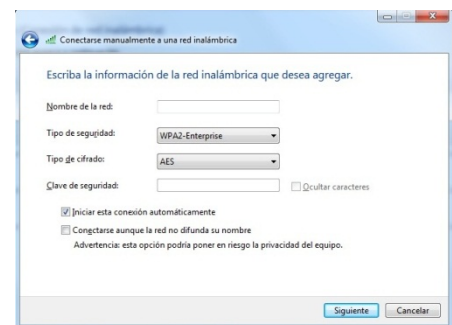 Conectarse manualmente a una red inalámbrica
Escriba la información de la red inalámbrica que desea agregar.
Nombre de la red:
Tipo de seguridad: WPA2-Enterprise
Tipo de cifrado: AES
Clave de seguridad: Ocultar caracteres
Iniciar esta conexión automáticamente
Conectarse aunque la red no difunda su nombre
Advertencia: esta opción podría poner en riesgo la privacidad del equipo.
Siguiente Cancelar